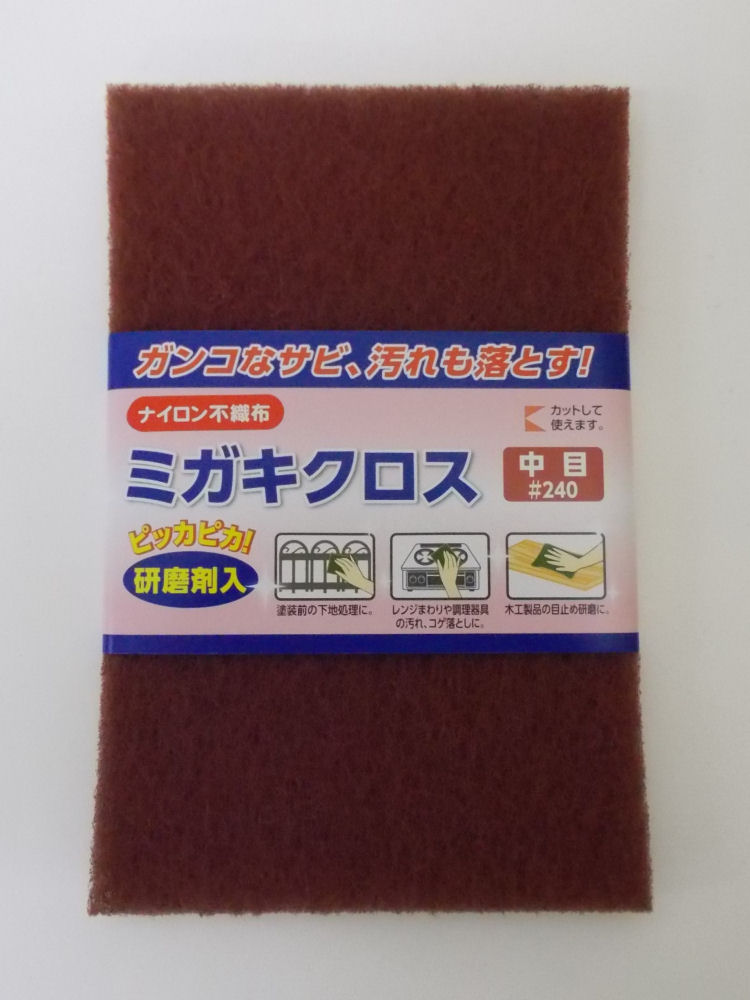 ガンコなサビ、汚れも落とす!
ナイロン不織布
カットして
使えます。
ミガキクロス
中目
#240
ピッカピカ!
研磨剤入
塗装前の下地処理に。
レンジまわりや調理器具
の汚れ、コゲ落としに。
木工製品の目止め研磨に。